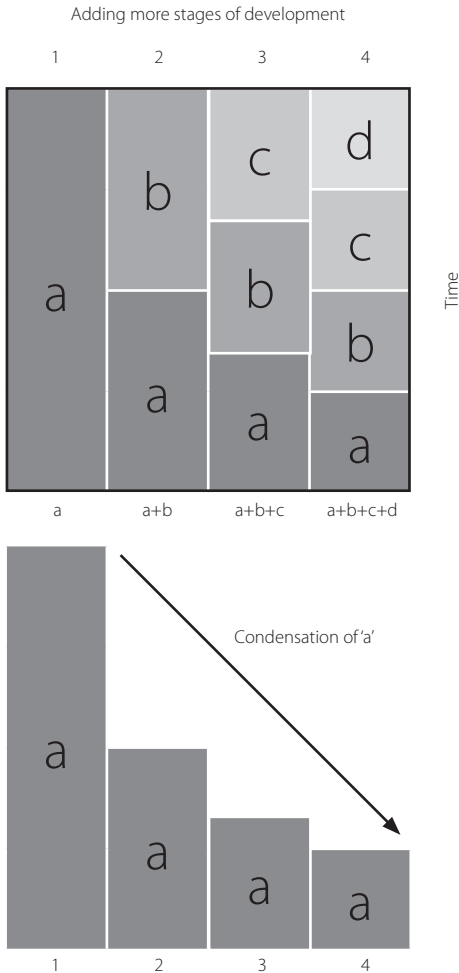 Adding more stages of development
1 2 3 4
a b c d
b c
a b
a a
Time
a a+b a+b+c a+b+c+d
Condensation of ‘a’
a a a a
1 2 3 4